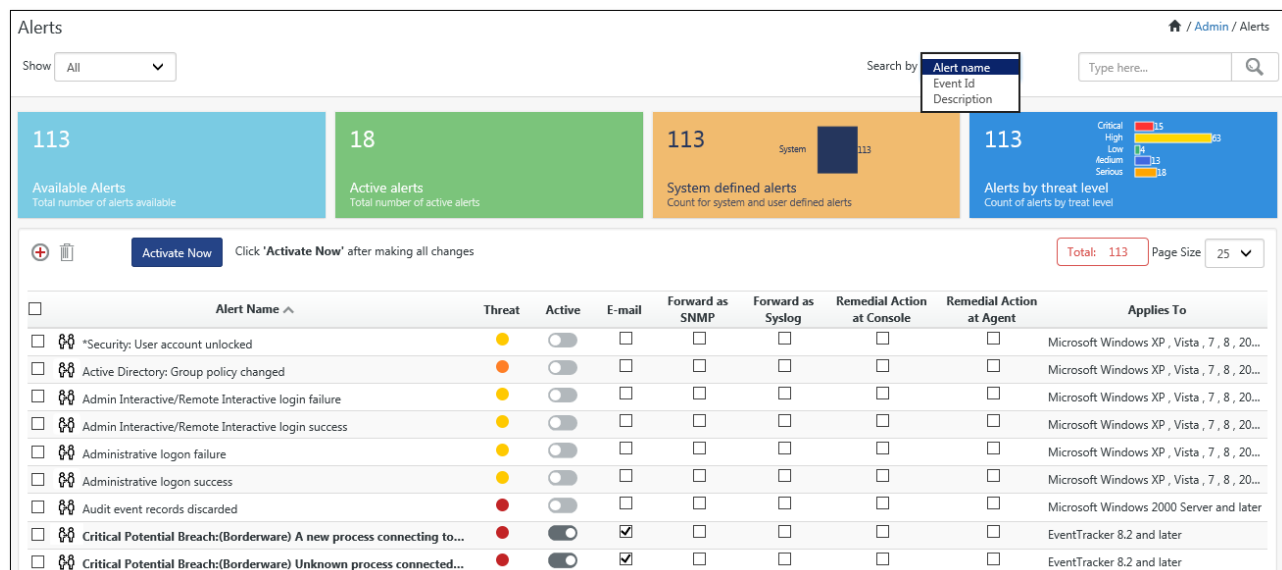 Alerts
/ Admin / Alerts
Show All
Search by Alert name
Event Id
Description
Type here...
113
Available Alerts
Total number of alerts available
18
Active alerts
Total number of active alerts
113
System 113
System defined alerts
Count for system and user defined alerts
113
Critical 15
High 63
Low 4
Medium 13
Serious 18
Alerts by threat level
Count of alerts by treat level
Activate Now Click 'Activate Now' after making all changes
Total: 113 Page Size 25
Alert Name Threat Active E-mail Forward as SNMP Forward as Syslog Remedial Action at Console Remedial Action at Agent Applies To
*Security: User account unlocked Microsoft Windows XP , Vista , 7 , 8 , 20...
Active Directory: Group policy changed Microsoft Windows XP , Vista , 7 , 8 , 20...
Admin Interactive/Remote Interactive login failure Microsoft Windows XP , Vista , 7 , 8 , 20...
Admin Interactive/Remote Interactive login success Microsoft Windows XP , Vista , 7 , 8 , 20...
Administrative logon failure Microsoft Windows XP , Vista , 7 , 8 , 20...
Administrative logon success Microsoft Windows XP , Vista , 7 , 8 , 20...
Audit event records discarded Microsoft Windows 2000 Server and later
Critical Potential Breach:(Borderware) A new process connecting to... EventTracker 8.2 and later
Critical Potential Breach:(Borderware) Unknown process connected... EventTracker 8.2 and later